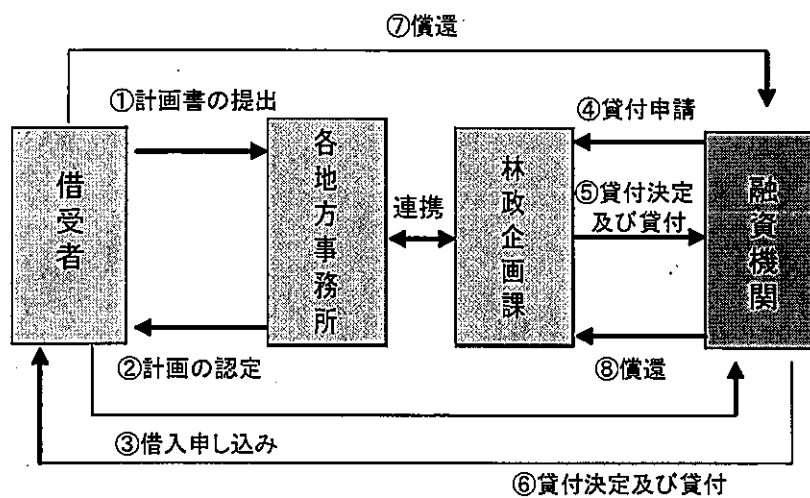 ⑦償還
①計画書の提出
④貸付申請
借受者
各地方事務所
連携
林政企画課
⑤貸付決定
及び貸付
融資機関
②計画の認定
⑧償還
③借入申し込み
⑥貸付決定及び貸付